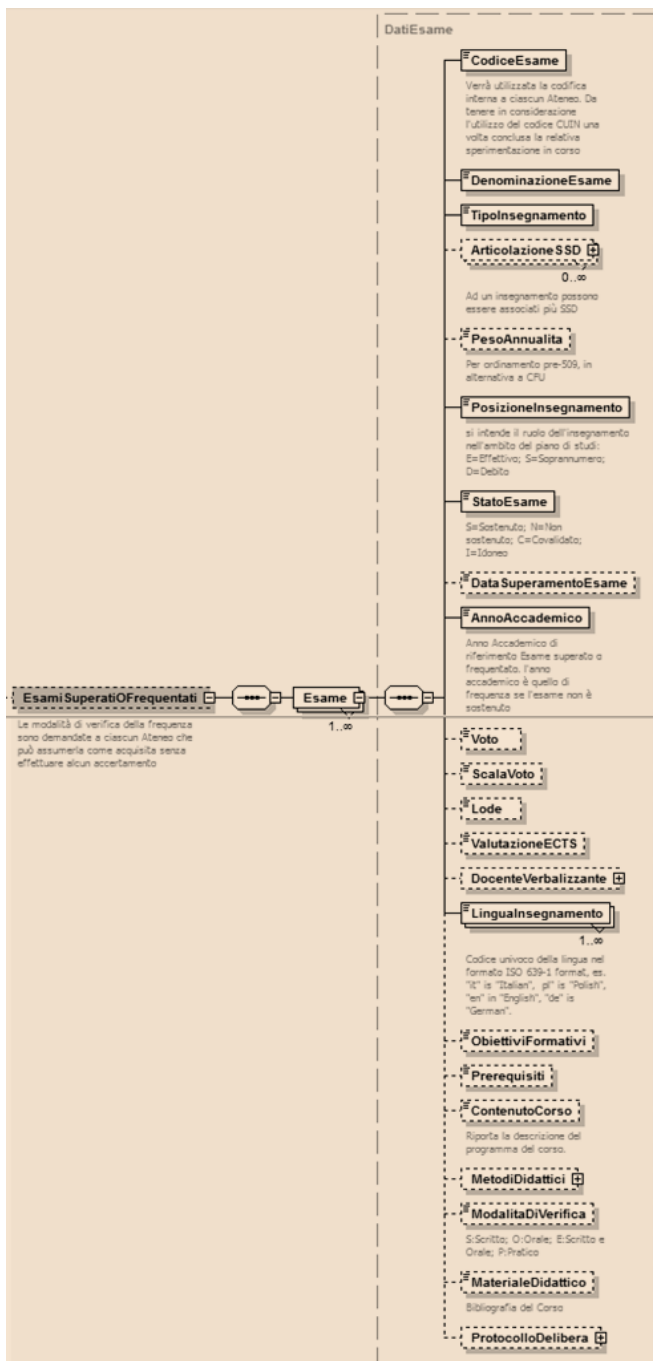 DatiEsame
CodiceEsame
Verrà utilizzata la codifica
interna a ciascun Ateneo. Da
tenere in considerazione
l'utilizzo del codice CUIN una
volta conclusa la relativa
sperimentazione in corso
DenominazioneEsame
TipoInsegnamento
ArticolazioneSSD
0..∞
Ad un insegnamento possono
essere associati più SSD
PesoAnnualita
Per ordinamento pre-509, in
alternativa a CFU
PosizioneInsegnamento
si intende il ruolo dell'insegnamento
nell'ambito del piano di studi:
E=Effettivo; S=Soprannumero;
D=Debito
StatoEsame
S=Sostenuto; N=Non
sostenuto; C=Convalidato;
I=Idoneo
DataSuperamentoEsame
AnnoAccademico
Anno Accademico di
riferimento Esame superato o
frequentato. l'anno
accademico è quello di
frequenza se l'esame non è
sostenuto
EsamiSuperatiOFrequentati
Esame
1..∞
Le modalità di verifica della frequenza
sono demandate a ciascun Ateneo che
può assumerla come acquisita senza
effettuare alcun accertamento
Voto
ScalaVoto
Lode
ValutazioneECTS
DocenteVerbalizzante
LinguaInsegnamento
1..∞
Codice univoco della lingua nel
formato ISO 639-1 format, es.
"it" is "Italian", pl" is "Polish",
"en" in "English", "de" is
"German".
ObiettiviFormativi
Prerequisiti
ContenutoCorso
Riporta la descrizione del
programma del corso.
MetodiDidattici
ModalitaDiVerifica
S:Scritto; O:Orale; E:Scritto e
Orale; P:Pratico
MaterialeDidattico
Bibliografia del Corso
ProtocolloDelibera